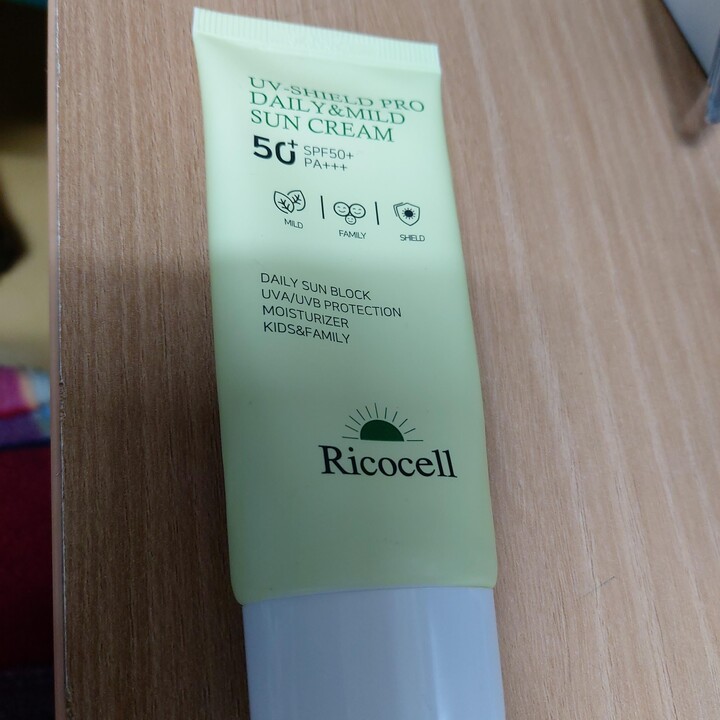 UV-SHIELD PRO
DAILY&MILD
SUN CREAM
50+ SPF50+
PA+++
MILD
FAMILY
SHIELD
DAILY SUN BLOCK
UVA/UVB PROTECTION
MOISTURIZER
KIDS&FAMILY
Ricocell